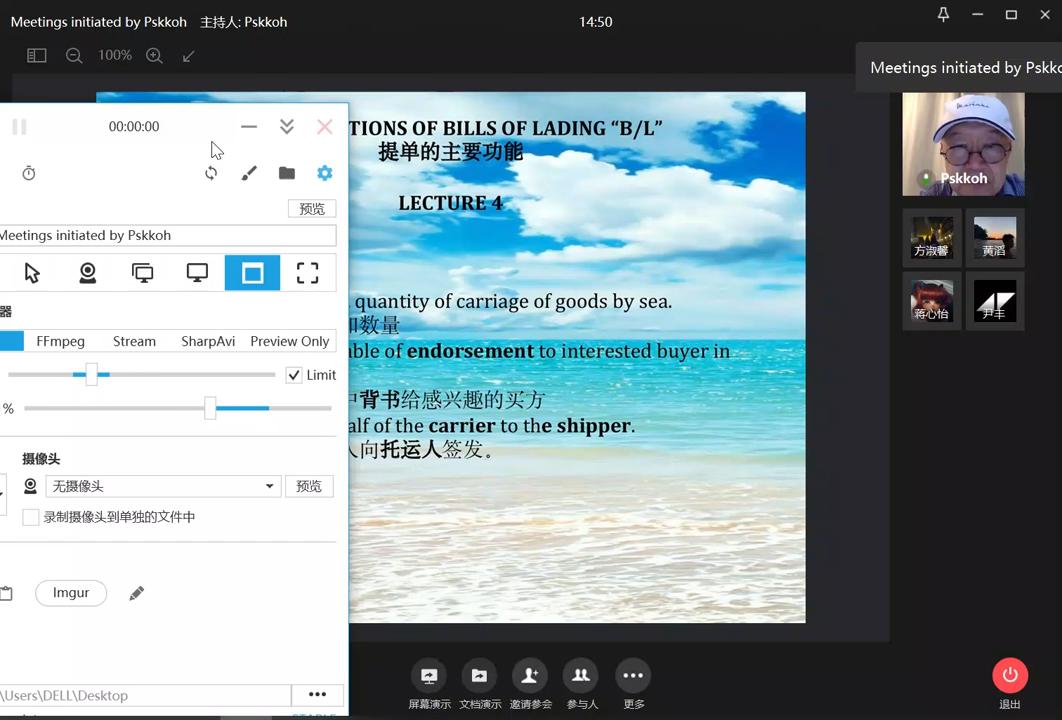 Meetings initiated by Pskkoh 主持人: Pskkoh
14:50
100%
Meetings initiated by Pskko
00:00:00
预览
Meetings initiated by Pskkoh
器
FFmpeg Stream SharpAvi Preview Only
Limit
%
摄像头
无摄像头
预览
录制摄像头到单独的文件中
Imgur
\Users\DELL\Desktop
•••
TIONS OF BILLS OF LADING “B/L”
提单的主要功能
LECTURE 4
quantity of carriage of goods by sea.
和数量
ble of endorsement to interested buyer in
背书给感兴趣的买方
alf of the carrier to the shipper.
人向托运人签发。
Pskkoh
方淑馨
黄滔
蒋心怡
尹丰
屏幕演示
文档演示
邀请参会
参与人
更多
退出